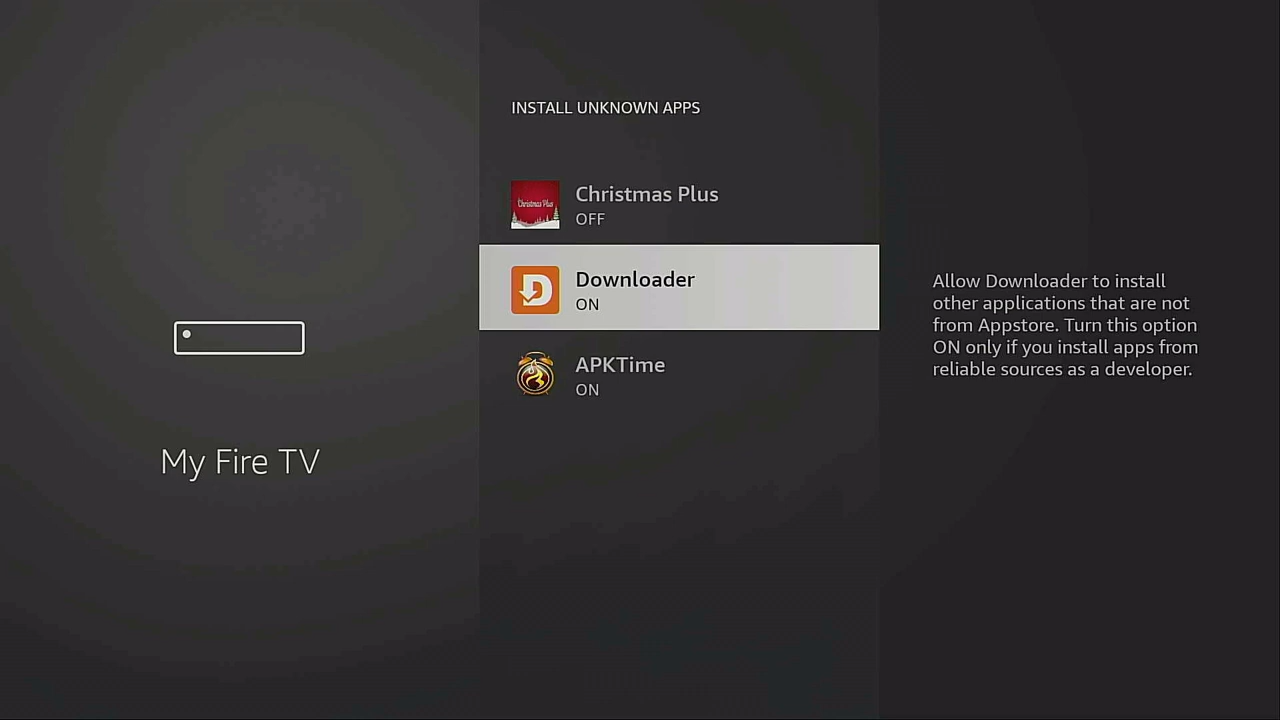 INSTALL UNKNOWN APPS
Christmas Plus
Christmas Plus
OFF
Downloader
ON
APKTime
ON
My Fire TV
Allow Downloader to install
other applications that are not
from Appstore. Turn this option
ON only if you install apps from
reliable sources as a developer.